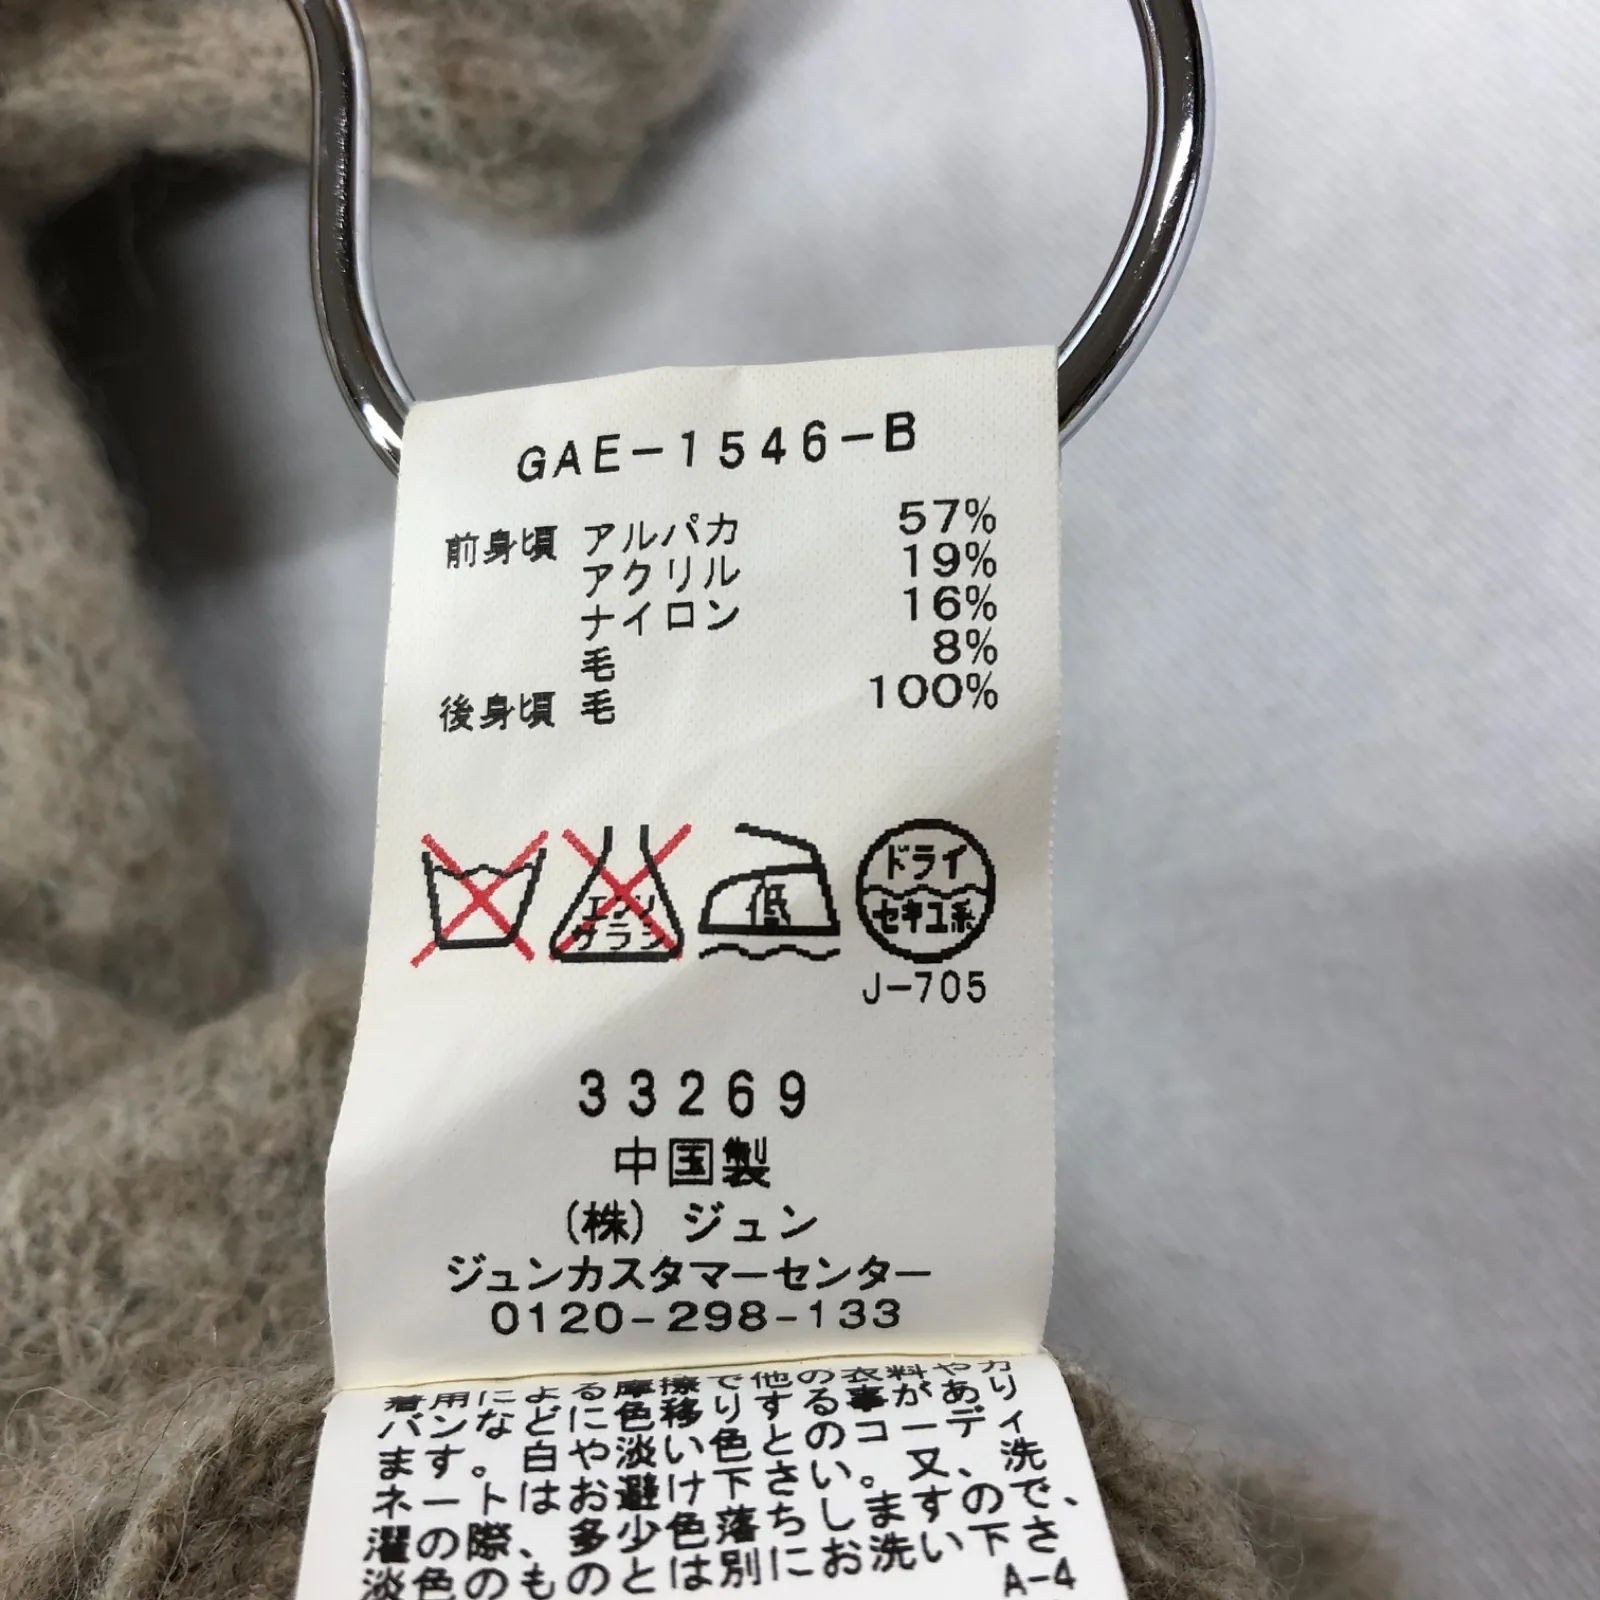 GAE-1546-B
前身頃 アルパカ 57%
アクリル 19%
ナイロン 16%
毛 8%
後身頃 毛 100%
エンソ
サラシ
低
ドライ
セキユ系
J-705
33269
中国製
(株) ジュン
ジュンカスタマーセンター
0120-298-133
着用による摩擦で他の衣料やカ
バンなどに色移りする事があり
ます。白や淡い色とのコーディ
ネートはお避け下さい。又、洗
濯の際、多少色落ちしますので、
淡色のものとは別にお洗い下さ
A-4